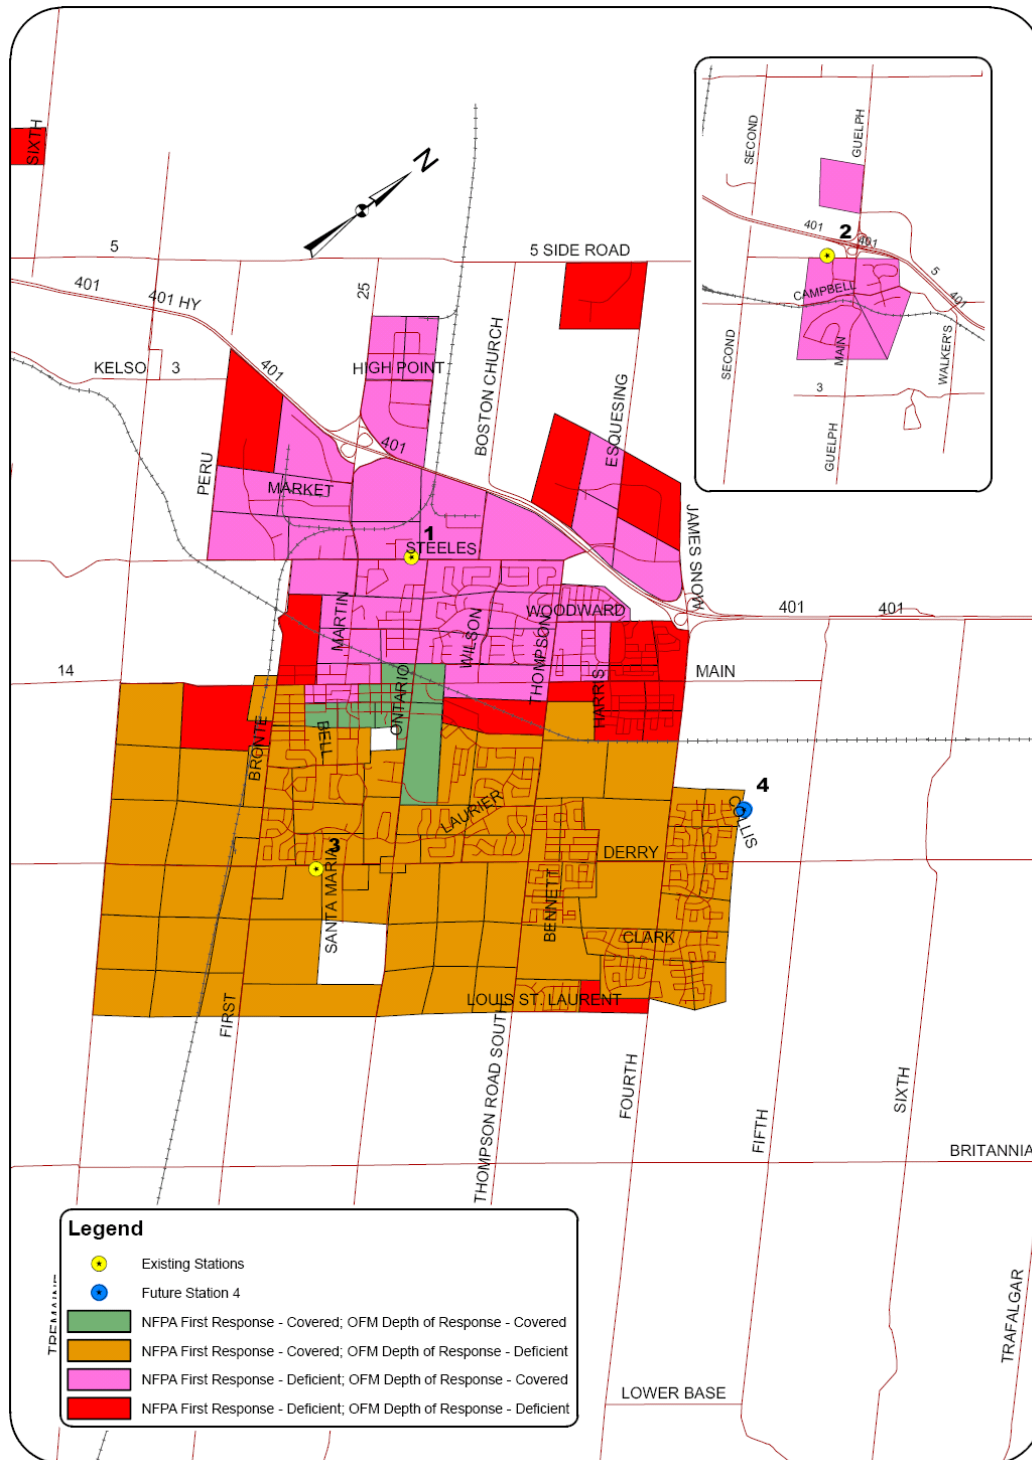 SIXTH
N
5
5 SIDE ROAD
401
401 HY
25
KELSO
3
401
HIGH POINT
BOSTON CHURCH
ESQUESING
401
PERU
MARKET
JAMES SNOW
1
STEELES
MARTIN
WILSON
THOMPSON
WOODWARD
401
401
14
ONTARIO
HARRIS
MAIN
BRONTE
BELL
LAURIER
4
3
SANTA MARIA
DERRY
BENNETT
CLARK
FIRST
LOUIS ST. LAURENT
THOMPSON ROAD SOUTH
FOURTH
FIFTH
SIXTH
BRITANNIA
TRAFALGAR
LOWER BASE
SECOND
GUELPH
401
2
401
5
401
CAMPBELL
MAIN
SECOND
WALKER'S
3
GUELPH
Legend
Existing Stations
Future Station 4
NFPA First Response - Covered; OFM Depth of Response - Covered
NFPA First Response - Covered; OFM Depth of Response - Deficient
NFPA First Response - Deficient; OFM Depth of Response - Covered
NFPA First Response - Deficient; OFM Depth of Response - Deficient